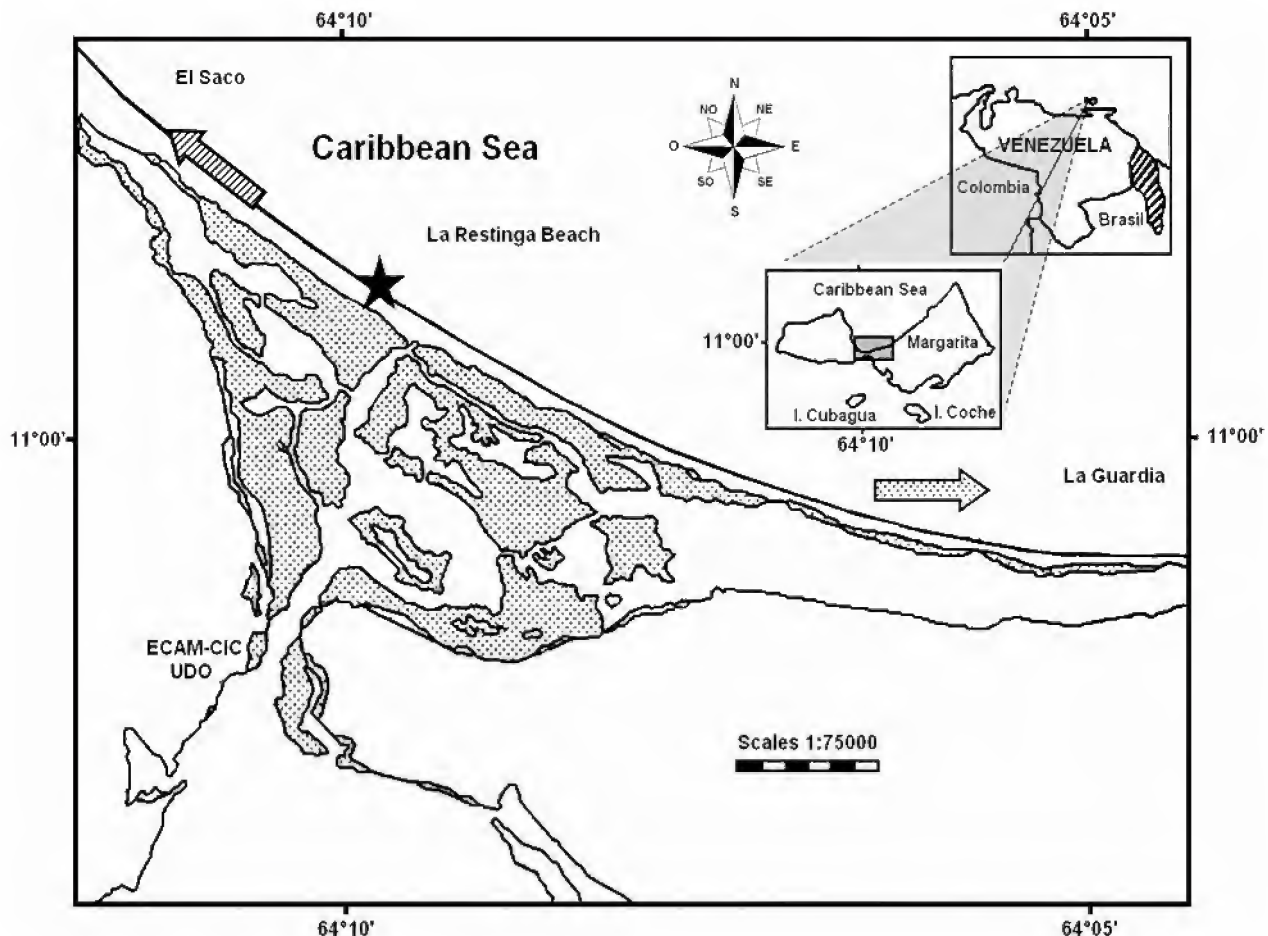 64°10'
64°05'
El Saco
Caribbean Sea
La Restinga Beach
N
NO
NE
O
E
SO
SE
S
VENEZUELA
Colombia
Brasil
Caribbean Sea
11°00'
Margarita
I. Cubagua
I. Coche
64°10'
11°00'
11°00'
La Guardia
ECAM-CIC
UDO
Scales 1:75000
64°10'
64°05'